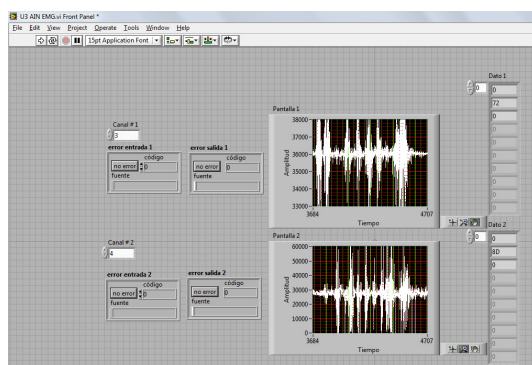 U3 AIN EMG.vi Front Panel *
File Edit View Project Operate Tools Window Help
15pt Application Font
Canal # 1
3
error entrada 1
código
no error
0
fuente
error salida 1
código
no error
0
fuente
Pantalla 1
38000
37000
36000
35000
34000
33000
Amplitud
3684
4707
Tiempo
Dato 1
0
0
72
0
Canal # 2
4
error entrada 2
código
no error
0
fuente
error salida 2
código
no error
0
fuente
Pantalla 2
60000
50000
40000
30000
20000
10000
0
Amplitud
3684
4707
Tiempo
Dato 2
0
0
8D
0